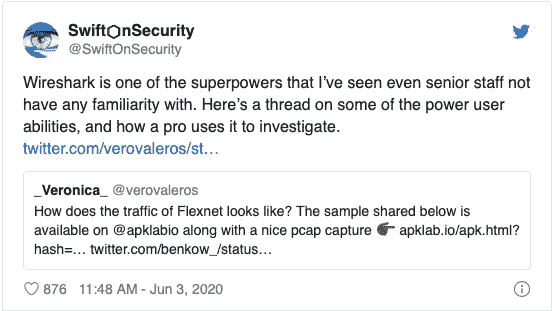 SwiftOnSecurity
@SwiftOnSecurity
Wireshark is one of the superpowers that I've seen even senior staff not
have any familiarity with. Here's a thread on some of the power user
abilities, and how a pro uses it to investigate.
twitter.com/verovaleros/st…
_Veronica_ @verovaleros
How does the traffic of Flexnet looks like? The sample shared below is
available on @apklabio along with a nice pcap capture 👉 apklab.io/apk.html?
hash=… twitter.com/benkow_/status…
876 11:48 AM - Jun 3, 2020